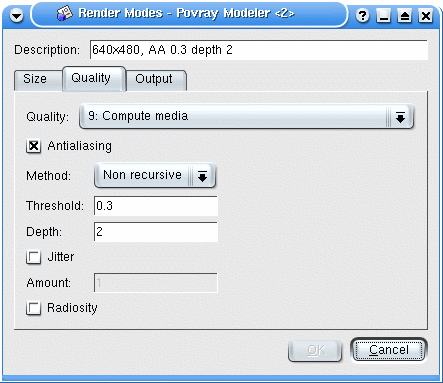 Render Modes - Povray Modeler <2>
Description: 640x480, AA 0.3 depth 2
Size Quality Output
Quality: 9: Compute media
Antialiasing
Method: Non recursive
Threshold: 0.3
Depth: 2
Jitter
Amount: 1
Radiosity
OK Cancel